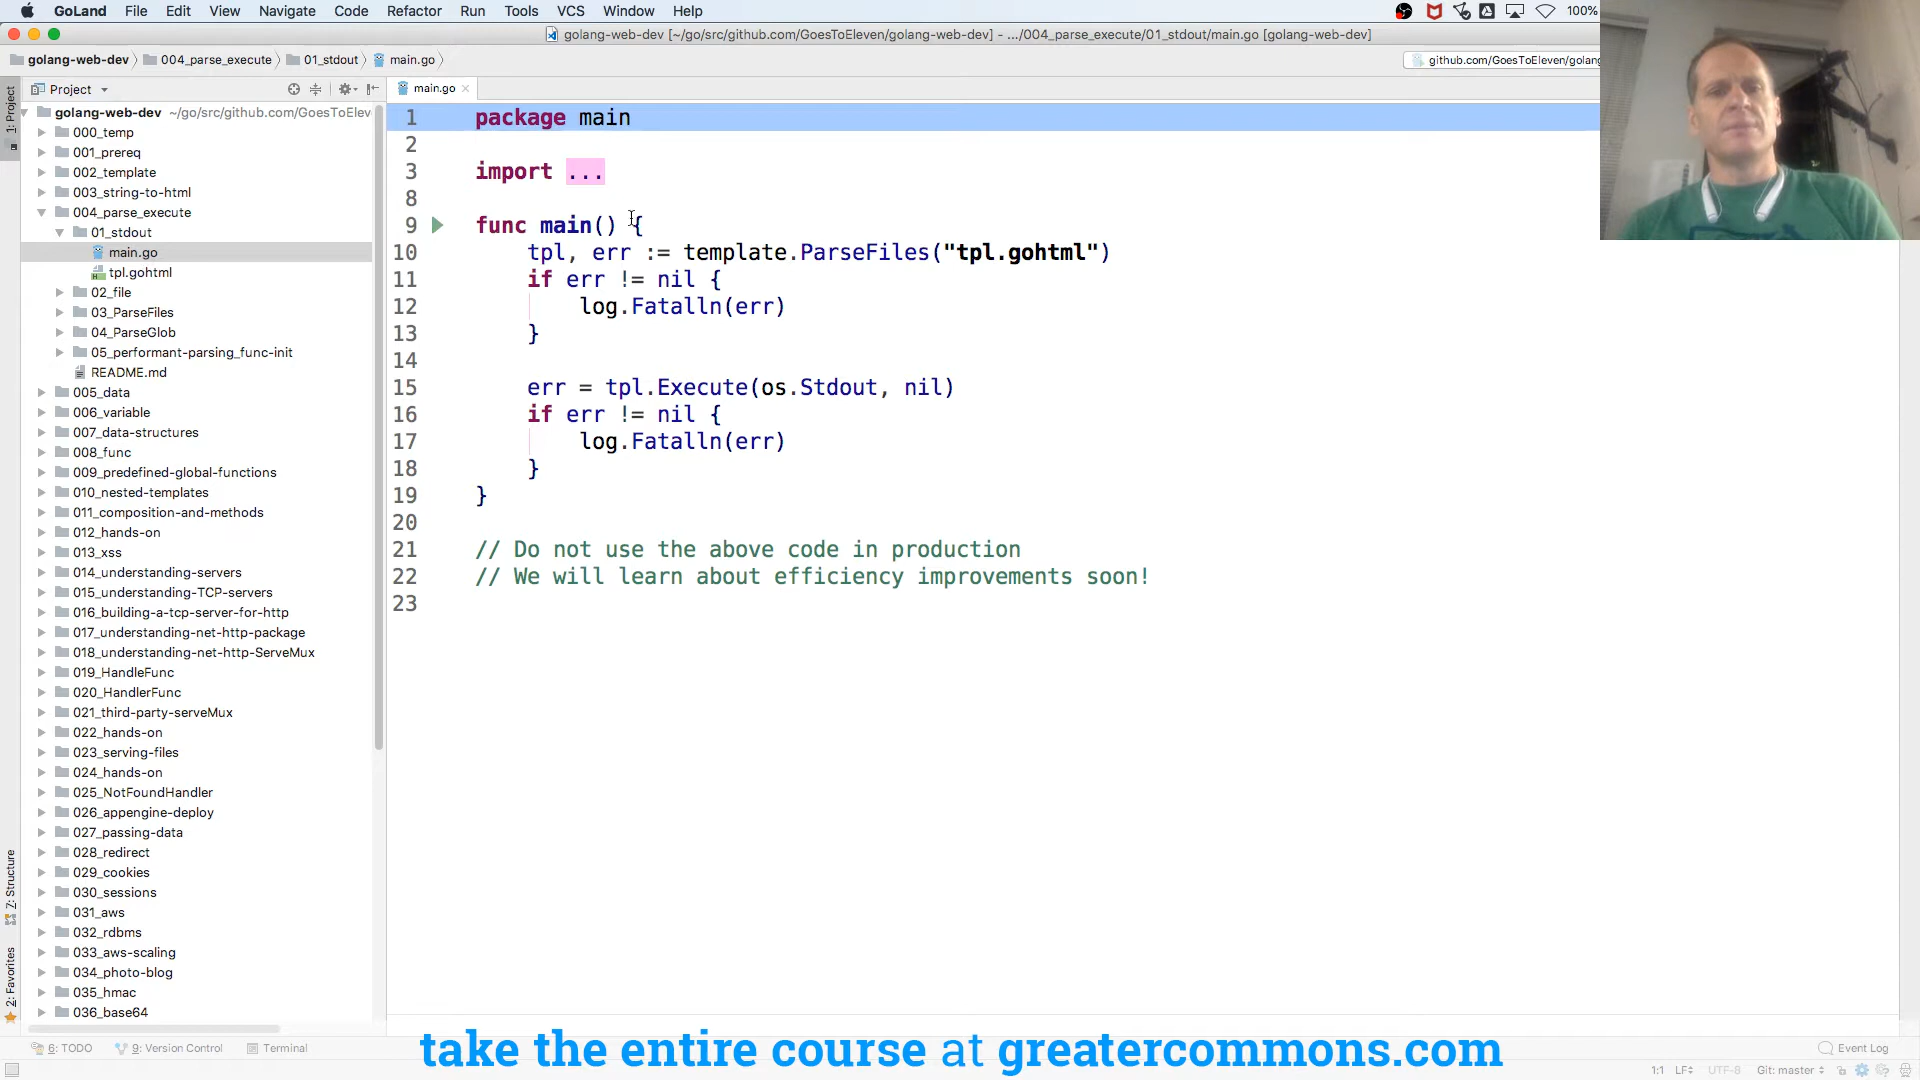 GoLand File Edit View Navigate Code Refactor Run Tools VCS Window Help 100%
golang-web-dev [~/go/src/github.com/GoesToEleven/golang-web-dev] - .../004_parse_execute/01_stdout/main.go [golang-web-dev]
golang-web-dev 004_parse_execute 01_stdout main.go github.com/GoesToEleven/golang
1: Project
Project
main.go
golang-web-dev ~/go/src/github.com/GoesToElev
000_temp
001_prereq
002_template
003_string-to-html
004_parse_execute
01_stdout
main.go
tpl.gohtml
02_file
03_ParseFiles
04_ParseGlob
05_performant-parsing_func-init
README.md
005_data
006_variable
007_data-structures
008_func
009_predefined-global-functions
010_nested-templates
011_composition-and-methods
012_hands-on
013_xss
014_understanding-servers
015_understanding-TCP-servers
016_building-a-tcp-server-for-http
017_understanding-net-http-package
018_understanding-net-http-ServeMux
019_HandleFunc
020_HandlerFunc
021_third-party-serveMux
022_hands-on
023_serving-files
024_hands-on
025_NotFoundHandler
026_appengine-deploy
027_passing-data
028_redirect
029_cookies
030_sessions
031_aws
032_rdbms
033_aws-scaling
034_photo-blog
035_hmac
036_base64
7: Structure
2: Favorites
1 package main
2
3 import ...
8
9 func main() {
10 tpl, err := template.ParseFiles("tpl.gohtml")
11 if err != nil {
12 log.Fatalln(err)
13 }
14
15 err = tpl.Execute(os.Stdout, nil)
16 if err != nil {
17 log.Fatalln(err)
18 }
19 }
20
21 // Do not use the above code in production
22 // We will learn about efficiency improvements soon!
23
6: TODO 9: Version Control Terminal Event Log
take the entire course at greatercommons.com
1:1 LF UTF-8 Git: master